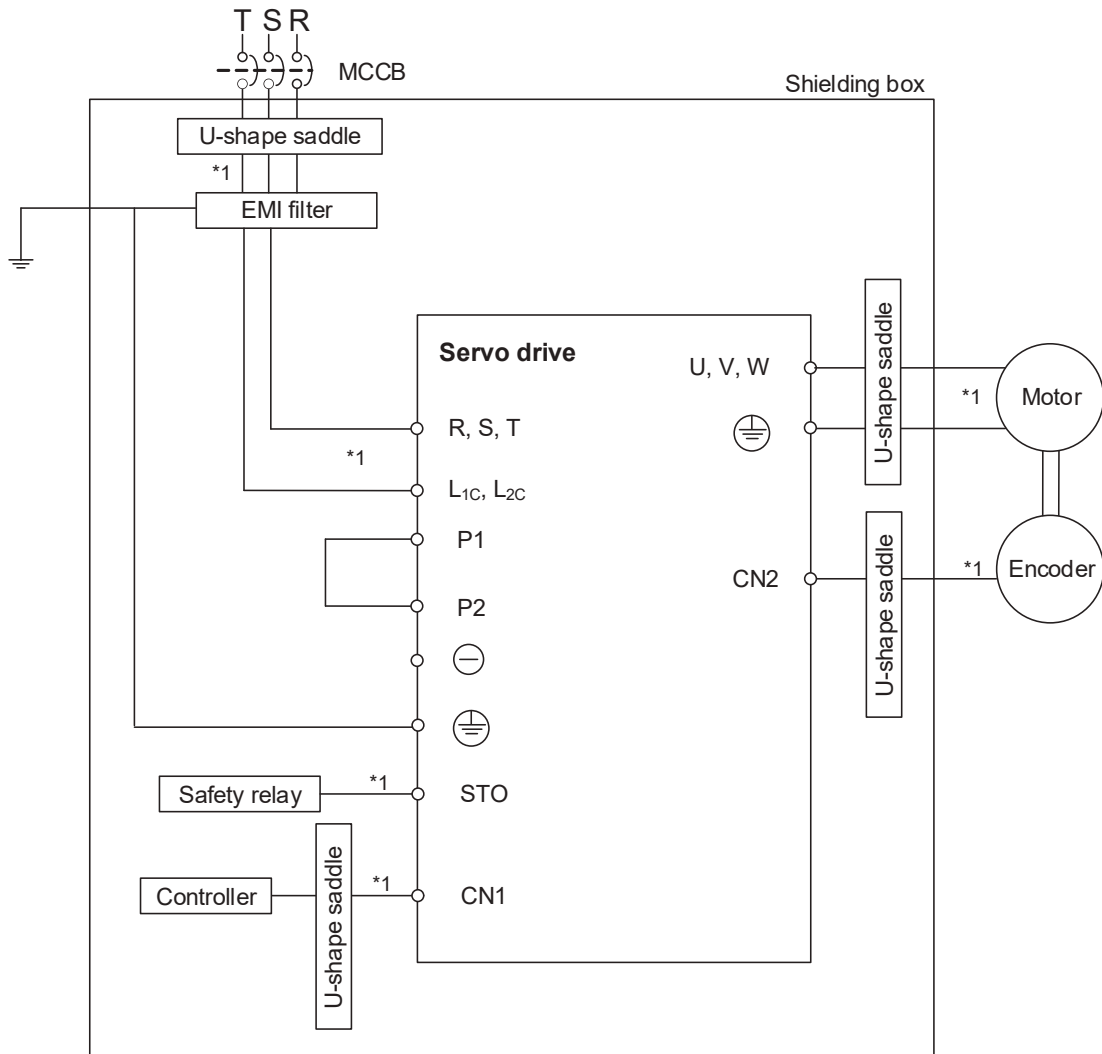 T S R
MCCB
Shielding box
U-shape saddle
*1
EMI filter
Servo drive
U, V, W
U-shape saddle
*1
Motor
R, S, T
*1
L1C, L2C
P1
P2
CN2
U-shape saddle
*1
Encoder
Safety relay
*1
STO
Controller
U-shape saddle
*1
CN1